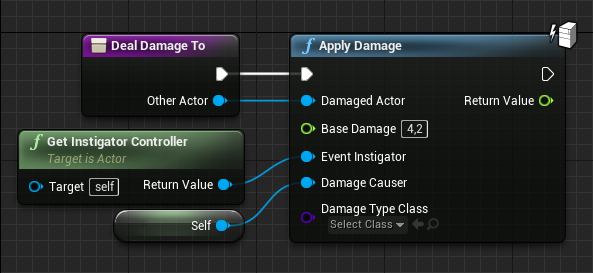 Deal Damage To
Other Actor
f Apply Damage
Damaged Actor
Return Value
Base Damage 4,2
Event Instigator
Damage Causer
Damage Type Class
Select Class
f Get Instigator Controller
Target is Actor
Target self
Return Value
Self